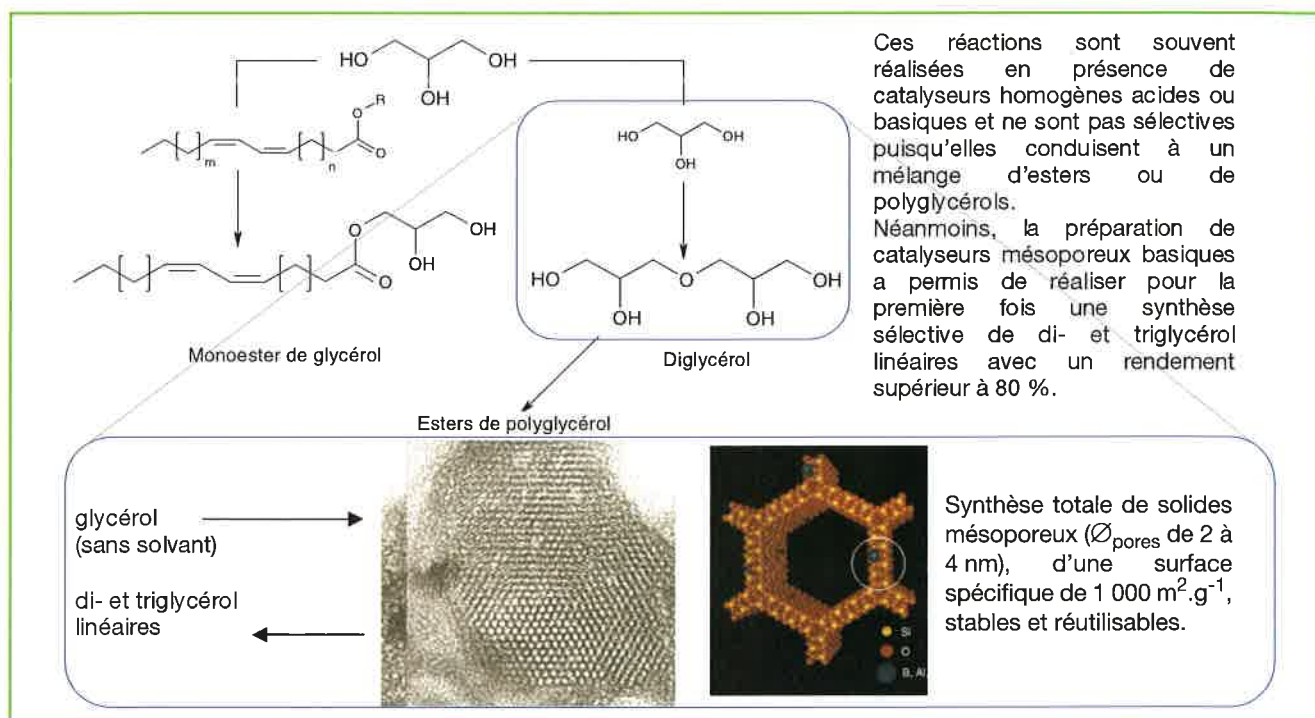 HO
OH
OH
O
R
O
m
n
O
OH
O
OH
m
n
Monoester de glycérol
HO
OH
OH
HO
O
OH
OH
OH
Diglycérol
Esters de polyglycérol
Ces réactions sont souvent
réalisées en présence de
catalyseurs homogènes acides ou
basiques et ne sont pas sélectives
puisqu'elles conduisent à un
mélange d'esters ou de
polyglycérols.
Néanmoins, la préparation de
catalyseurs mésoporeux basiques
a permis de réaliser pour la
première fois une synthèse
sélective de di- et triglycérol
linéaires avec un rendement
supérieur à 80 %.
glycérol
(sans solvant)
di- et triglycérol
linéaires
Si
O
B, Al,
Synthèse totale de solides
mésoporeux (∅pores de 2 à
4 nm), d'une surface
spécifique de 1 000 m².g⁻¹,
stables et réutilisables.